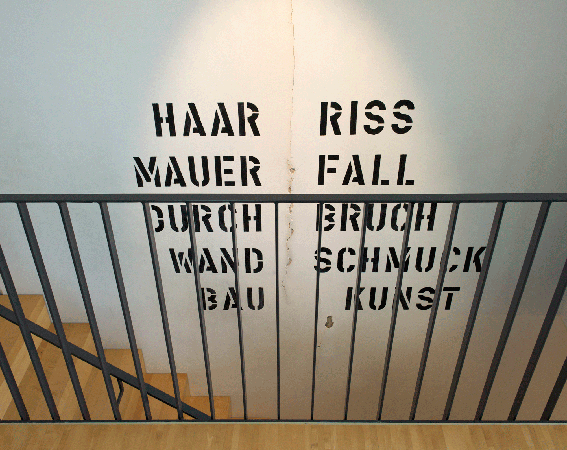 HAAR RISS
MAUER FALL
DURCH BRUCH
WAND SCHMUCK
BAU KUNST